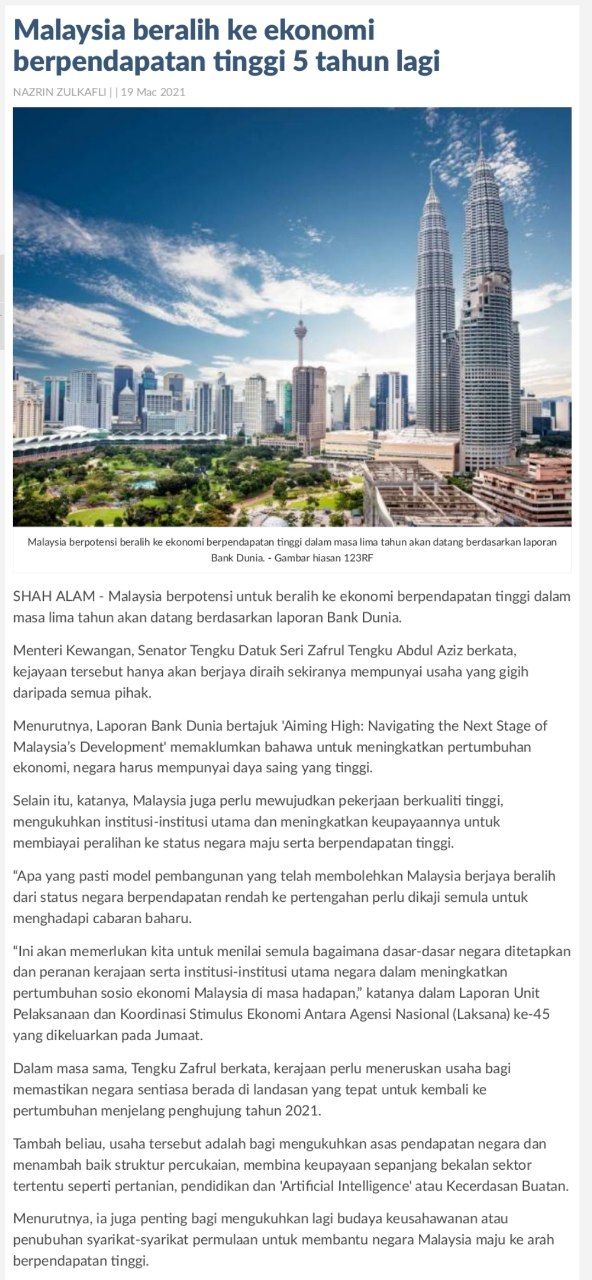 Malaysia beralih ke ekonomi
berpendapatan tinggi 5 tahun lagi
NAZRIN ZULKAFLI | | 19 Mac 2021
Malaysia berpotensi beralih ke ekonomi berpendapatan tinggi dalam masa lima tahun akan datang berdasarkan laporan
Bank Dunia. - Gambar hiasan 123RF
SHAH ALAM - Malaysia berpotensi untuk beralih ke ekonomi berpendapatan tinggi dalam
masa lima tahun akan datang berdasarkan laporan Bank Dunia.
Menteri Kewangan, Senator Tengku Datuk Seri Zafrul Tengku Abdul Aziz berkata,
kejayaan tersebut hanya akan berjaya diraih sekiranya mempunyai usaha yang gigih
daripada semua pihak.
Menurutnya, Laporan Bank Dunia bertajuk 'Aiming High: Navigating the Next Stage of
Malaysia’s Development' memaklumkan bahawa untuk meningkatkan pertumbuhan
ekonomi, negara harus mempunyai daya saing yang tinggi.
Selain itu, katanya, Malaysia juga perlu mewujudkan pekerjaan berkualiti tinggi,
mengukuhkan institusi-institusi utama dan meningkatkan keupayaannya untuk
membiayai peralihan ke status negara maju serta berpendapatan tinggi.
“Apa yang pasti model pembangunan yang telah membolehkan Malaysia berjaya beralih
dari status negara berpendapatan rendah ke pertengahan perlu dikaji semula untuk
menghadapi cabaran baharu.
“Ini akan memerlukan kita untuk menilai semula bagaimana dasar-dasar negara ditetapkan
dan peranan kerajaan serta institusi-institusi utama negara dalam meningkatkan
pertumbuhan sosio ekonomi Malaysia di masa hadapan,” katanya dalam Laporan Unit
Pelaksanaan dan Koordinasi Stimulus Ekonomi Antara Agensi Nasional (Laksana) ke-45
yang dikeluarkan pada Jumaat.
Dalam masa sama, Tengku Zafrul berkata, kerajaan perlu meneruskan usaha bagi
memastikan negara sentiasa berada di landasan yang tepat untuk kembali ke
pertumbuhan menjelang penghujung tahun 2021.
Tambah beliau, usaha tersebut adalah bagi mengukuhkan asas pendapatan negara dan
menambah baik struktur percukaian, membina keupayaan sepanjang bekalan sektor
tertentu seperti pertanian, pendidikan dan 'Artificial Intelligence' atau Kecerdasan Buatan.
Menurutnya, ia juga penting bagi mengukuhkan lagi budaya keusahawanan atau
penubuhan syarikat-syarikat permulaan untuk membantu negara Malaysia maju ke arah
berpendapatan tinggi.